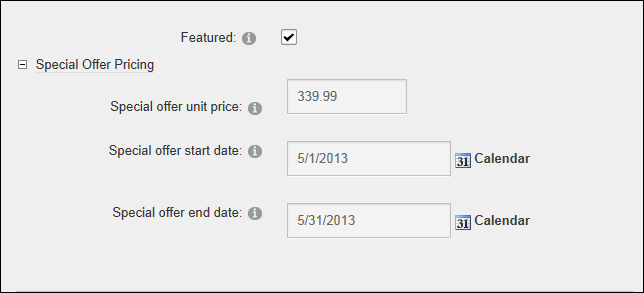 Featured:
Special Offer Pricing
Special offer unit price: 339.99
Special offer start date: 5/1/2013 31 Calendar
Special offer end date: 5/31/2013 31 Calendar